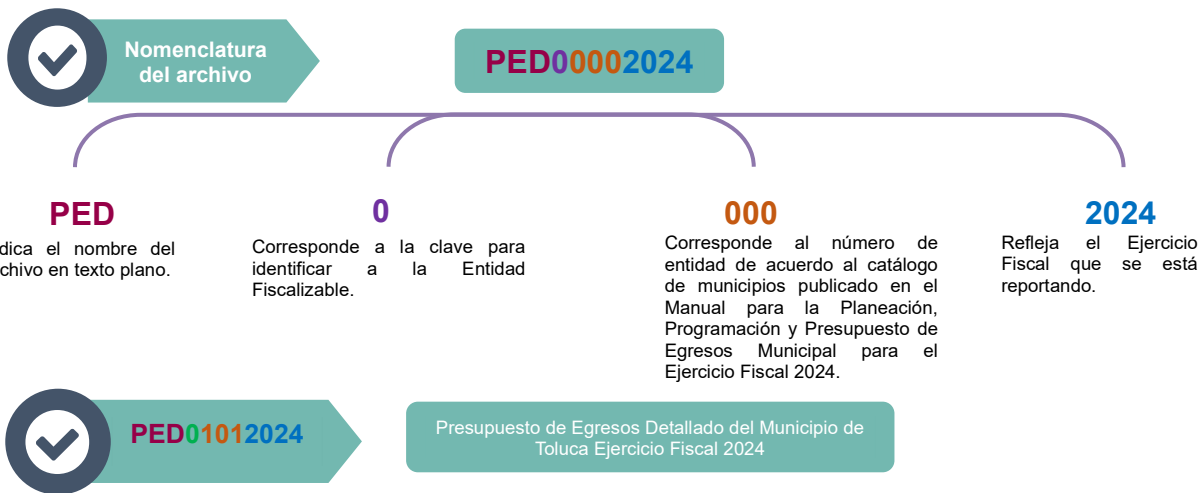 Nomenclatura
del archivo
PED00002024
PED
dica el nombre del
chivo en texto plano.
0
Corresponde a la clave para
identificar a la Entidad
Fiscalizable.
000
Corresponde al número de
entidad de acuerdo al catálogo
de municipios publicado en el
Manual para la Planeación,
Programación y Presupuesto de
Egresos Municipal para el
Ejercicio Fiscal 2024.
2024
Refleja el Ejercicio
Fiscal que se está
reportando.
PED01012024
Presupuesto de Egresos Detallado del Municipio de
Toluca Ejercicio Fiscal 2024